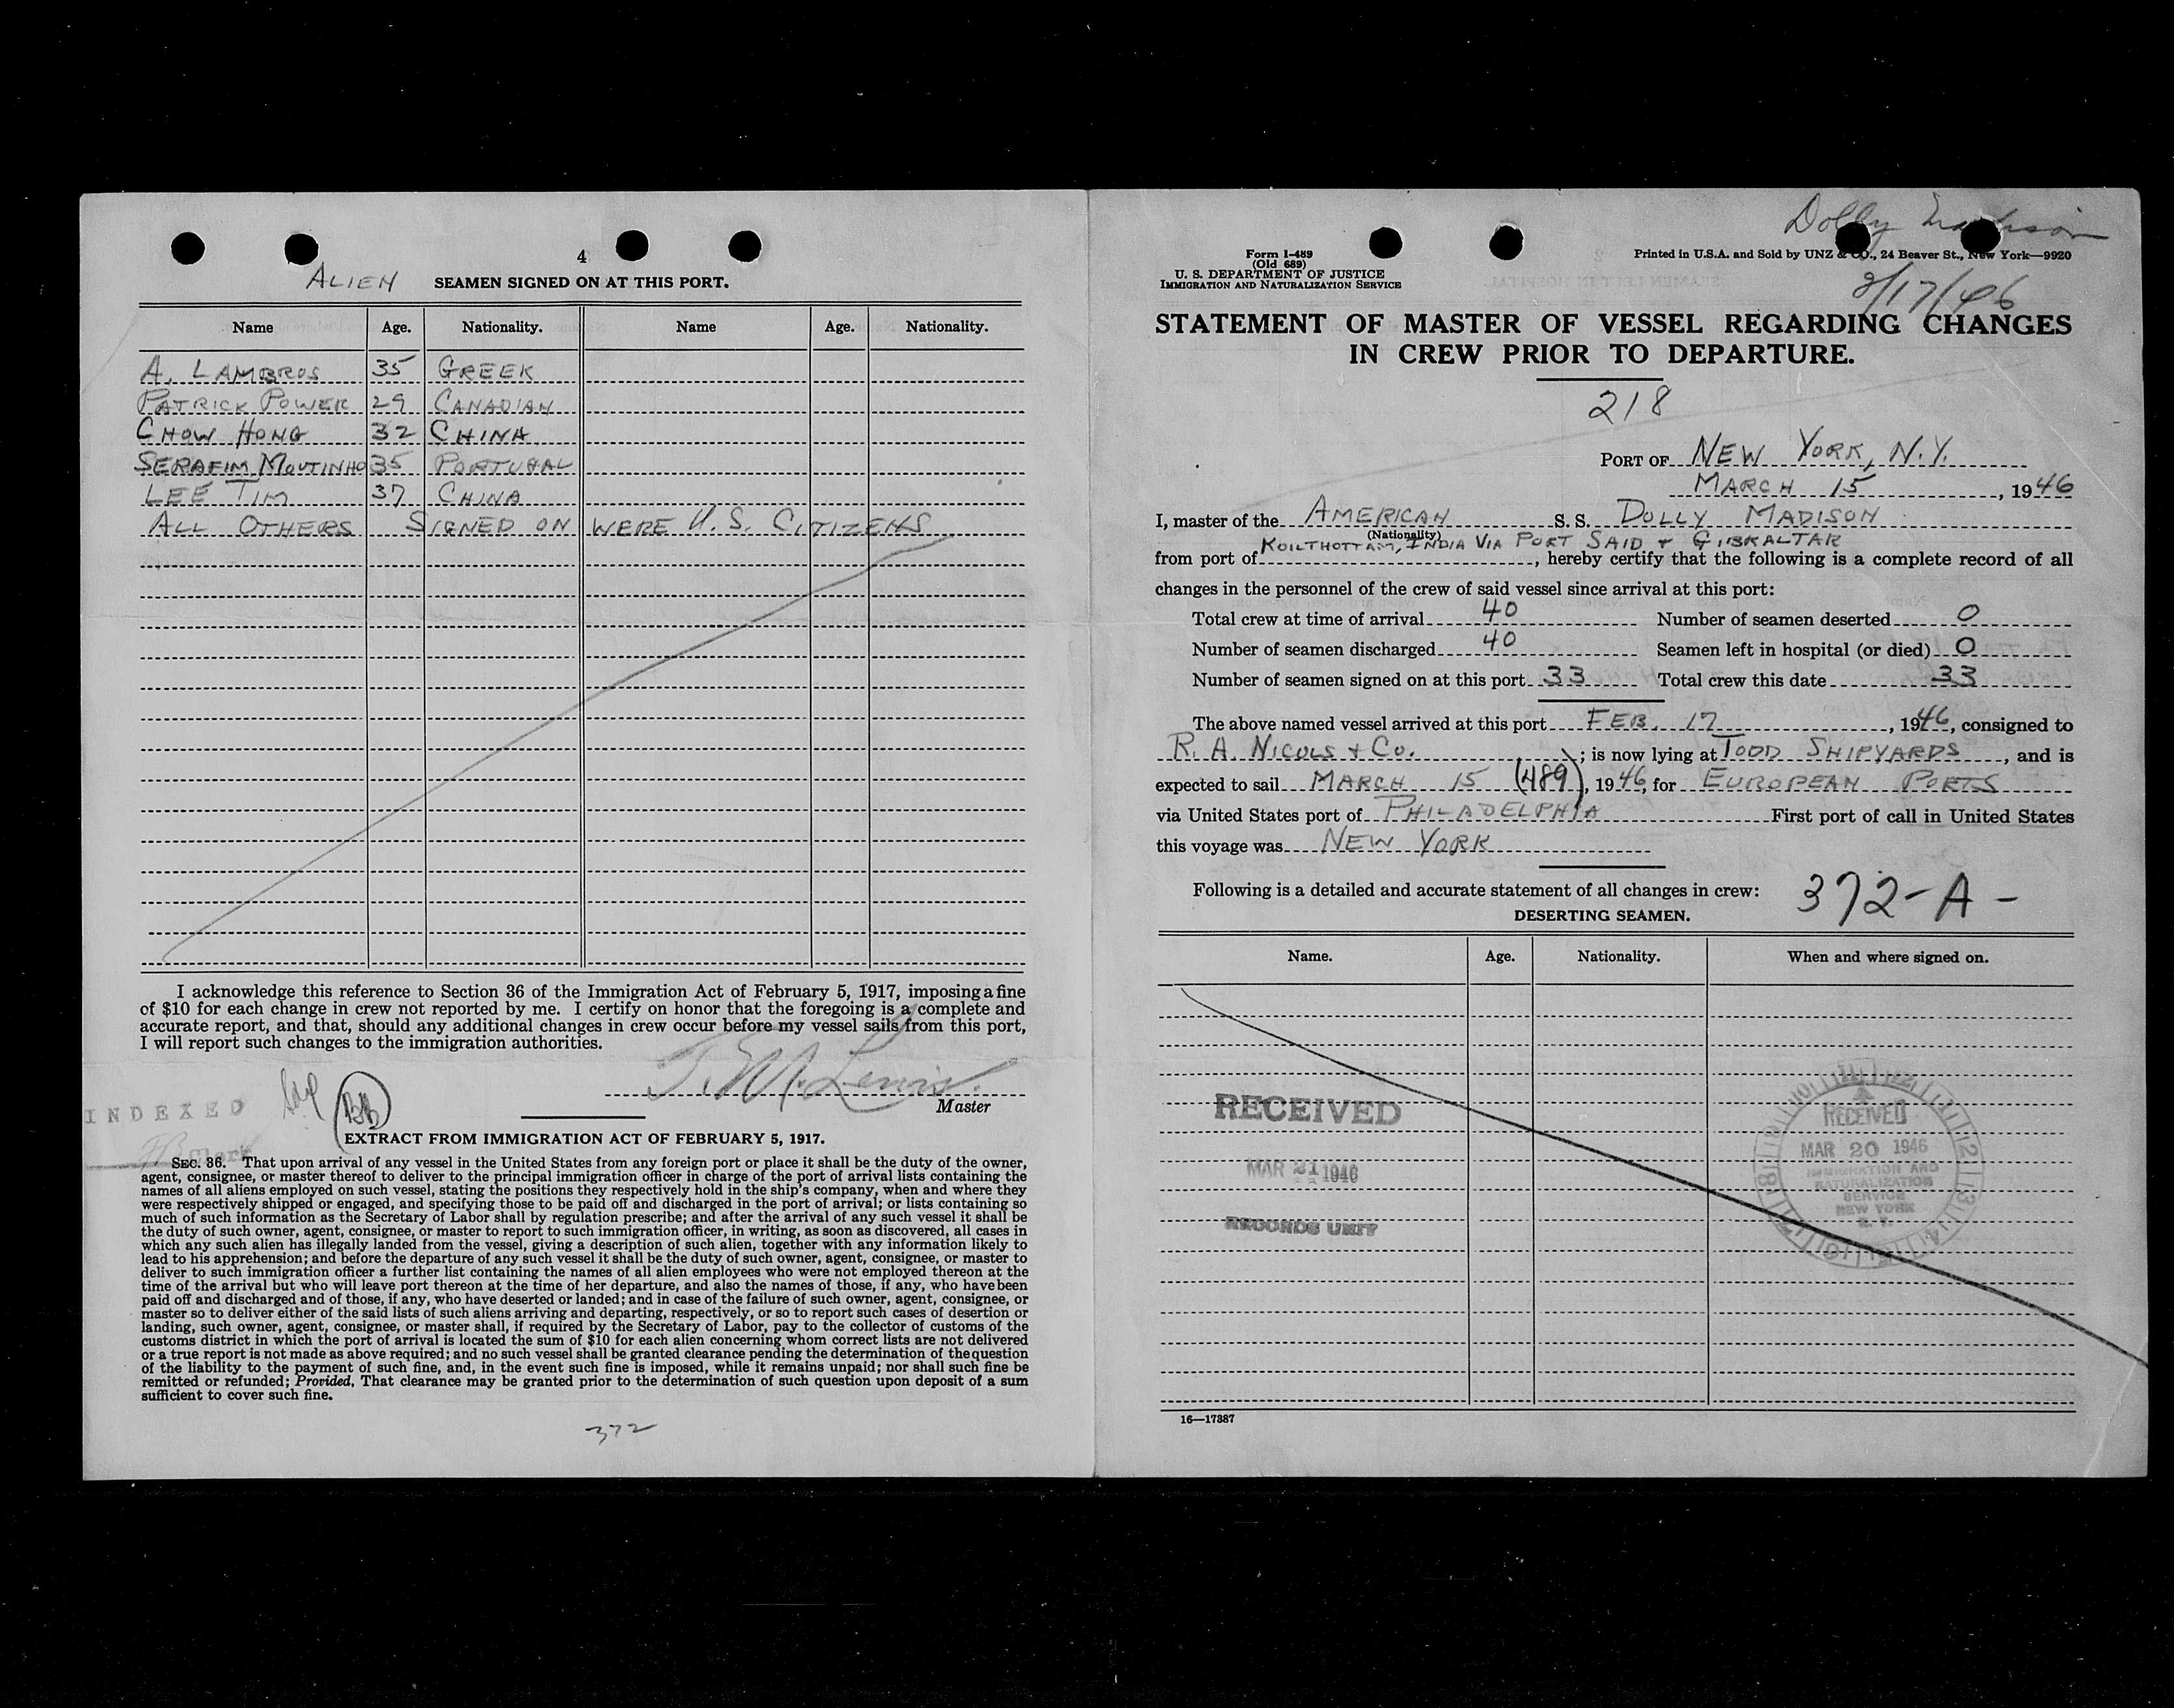 4
ALIEN SEAMEN SIGNED ON AT THIS PORT.
Name Age. Nationality. Name Age. Nationality.
A. LAMBROS 35 GREEK
PATRICK POWER 29 CANADIAN
CHOW HONG 32 CHINA
SERAFIM MOUTINHO 35 PORTUGAL
LEE TIM 37 CHINA
ALL OTHERS SIGNED ON WERE U.S. CITIZENS
I acknowledge this reference to Section 36 of the Immigration Act of February 5, 1917, imposing a fine
of $10 for each change in crew not reported by me. I certify on honor that the foregoing is a complete and
accurate report, and that, should any additional changes in crew occur before my vessel sails from this port,
I will report such changes to the immigration authorities.
J. M. Lewis
Master
INDEXED
BB
Clerk
EXTRACT FROM IMMIGRATION ACT OF FEBRUARY 5, 1917.
SEC. 36. That upon arrival of any vessel in the United States from any foreign port or place it shall be the duty of the owner,
agent, consignee, or master thereof to deliver to the principal immigration officer in charge of the port of arrival lists containing the
names of all aliens employed on such vessel, stating the positions they respectively hold in the ship's company, when and where they
were respectively shipped or engaged, and specifying those to be paid off and discharged in the port of arrival; or lists containing so
much of such information as the Secretary of Labor shall by regulation prescribe; and after the arrival of any such vessel it shall be
the duty of such owner, agent, consignee, or master to report to such immigration officer, in writing, as soon as discovered, all cases in
which any such alien has illegally landed from the vessel, giving a description of such alien, together with any information likely to
lead to his apprehension; and before the departure of any such vessel it shall be the duty of such owner, agent, consignee, or master to
deliver to such immigration officer a further list containing the names of all alien employees who were not employed thereon at the
time of the arrival but who will leave port thereon at the time of her departure, and also the names of those, if any, who have been
paid off and discharged and of those, if any, who have deserted or landed; and in case of the failure of such owner, agent, consignee, or
master so to deliver either of the said lists of such aliens arriving and departing, respectively, or so to report such cases of desertion or
landing, such owner, agent, consignee, or master shall, if required by the Secretary of Labor, pay to the collector of customs of the
customs district in which the port of arrival is located the sum of $10 for each alien concerning whom correct lists are not delivered
or a true report is not made as above required; and no such vessel shall be granted clearance pending the determination of the question
of the liability to the payment of such fine, and, in the event such fine is imposed, while it remains unpaid; nor shall such fine be
remitted or refunded; Provided, That clearance may be granted prior to the determination of such question upon deposit of a sum
sufficient to cover such fine.
372
Dolly Madison
Form I-489
(Old 689)
U. S. DEPARTMENT OF JUSTICE
IMMIGRATION AND NATURALIZATION SERVICE
Printed in U.S.A. and Sold by UNZ & CO., 24 Beaver St., New York—9920
2/17/46
STATEMENT OF MASTER OF VESSEL REGARDING CHANGES
IN CREW PRIOR TO DEPARTURE.
218
PORT OF NEW YORK, N.Y.
MARCH 15, 1946
I, master of the AMERICAN S. S. DOLLY MADISON
(Nationality)
KOILTHOTTAM, INDIA VIA PORT SAID + GIBRALTAR
from port of, hereby certify that the following is a complete record of all
changes in the personnel of the crew of said vessel since arrival at this port:
Total crew at time of arrival 40 Number of seamen deserted 0
Number of seamen discharged 40 Seamen left in hospital (or died) 0
Number of seamen signed on at this port 33 Total crew this date 33
The above named vessel arrived at this port FEB. 17, 1946, consigned to
R. A. NICOLS + CO.; is now lying at TODD SHIPYARDS, and is
expected to sail MARCH 15 (489), 1946, for EUROPEAN PORTS
via United States port of PHILADELPHIA First port of call in United States
this voyage was NEW YORK
Following is a detailed and accurate statement of all changes in crew: 372-A-
DESERTING SEAMEN.
Name. Age. Nationality. When and where signed on.
RECEIVED
MAR 21 1946
RECORDS UNIT
RECEIVED
MAR 20 1946
IMMIGRATION AND
NATURALIZATION
SERVICE
NEW YORK
N. Y.
16—17387